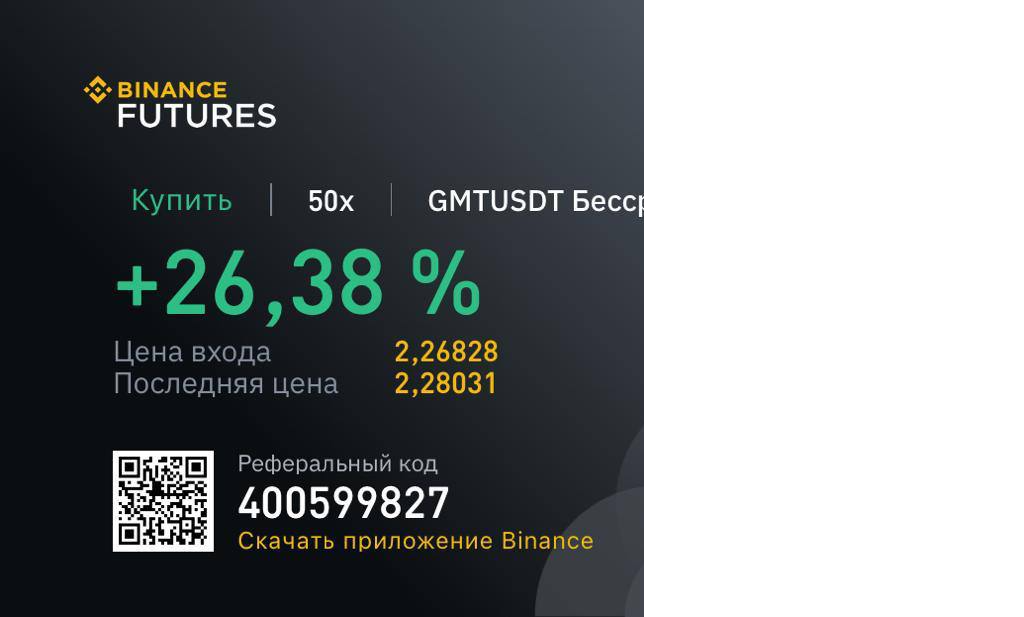 BINANCE
FUTURES
Купить | 50x | GMTUSDT Бесср
+26,38 %
Цена входа 2,26828
Последняя цена 2,28031
Реферальный код
400599827
Скачать приложение Binance